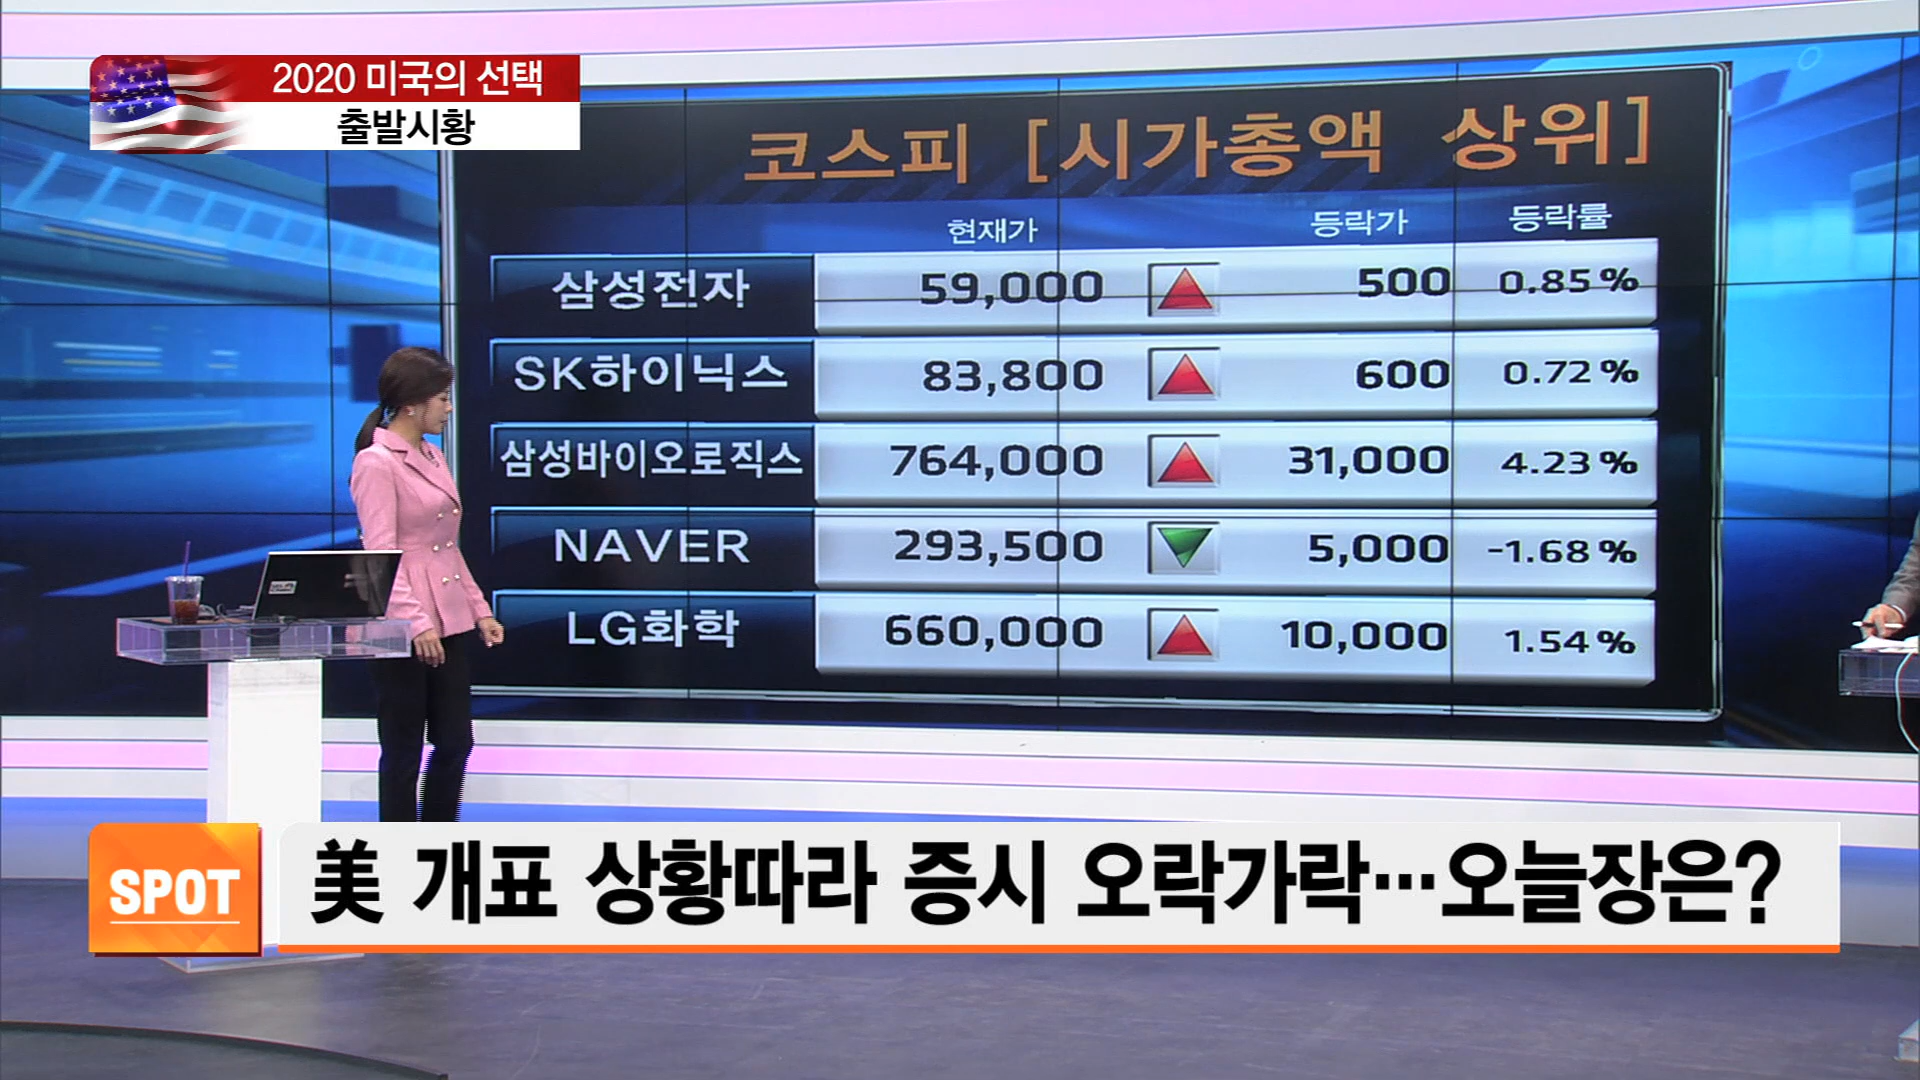 2020 미국의 선택
출발시황
코스피 [시가총액 상위]
현재가 등락가 등락률
삼성전자 59,000 ▲ 500 0.85%
SK하이닉스 83,800 ▲ 600 0.72%
삼성바이오로직스 764,000 ▲ 31,000 4.23%
NAVER 293,500 ▼ 5,000 -1.68%
LG화학 660,000 ▲ 10,000 1.54%
SPOT
美 개표 상황따라 증시 오락가락…오늘장은?